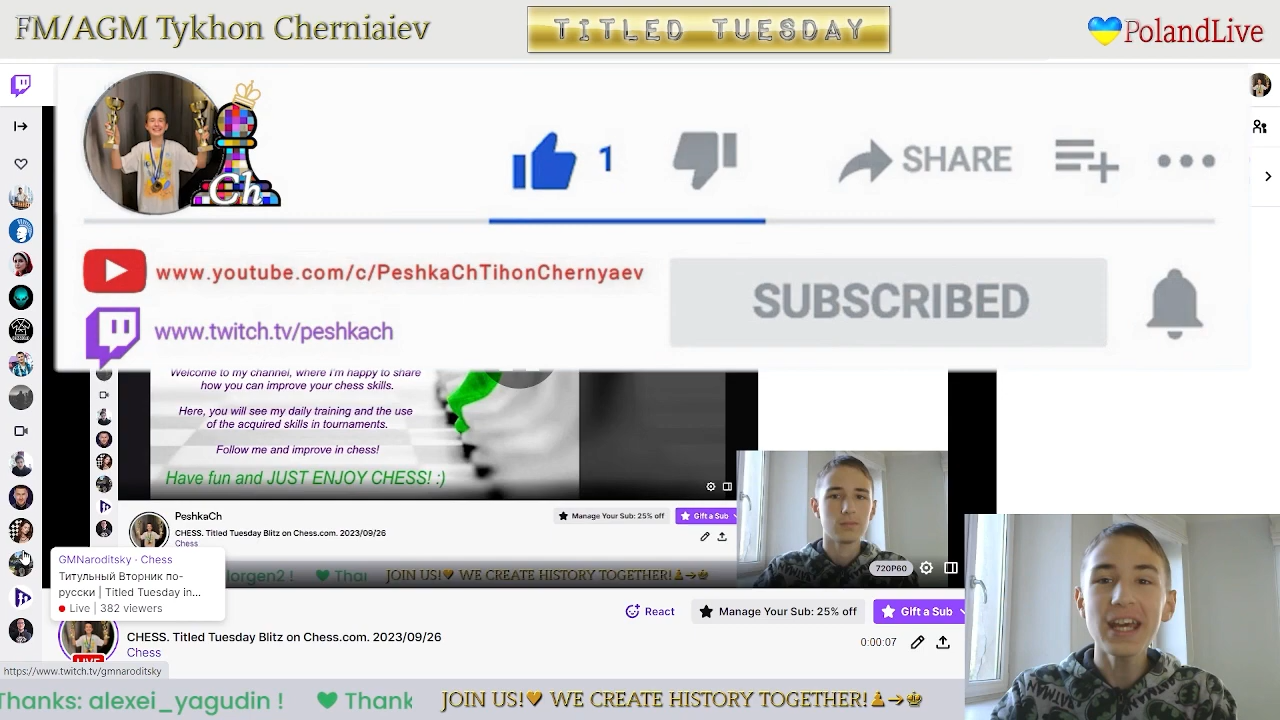 FM/AGM Tykhon Cherniaiev
TITLED TUESDAY
PolandLive
Ch
1
SHARE
www.youtube.com/c/PeshkaChTihonChernyaev
SUBSCRIBED
www.twitch.tv/peshkach
Welcome to my channel, where I'm happy to share
how you can improve your chess skills.
Here, you will see my daily training and the use
of the acquired skills in tournaments.
Follow me and improve in chess!
Have fun and JUST ENJOY CHESS! :)
PeshkaCh
Manage Your Sub: 25% off
Gift a Sub
CHESS. Titled Tuesday Blitz on Chess.com. 2023/09/26
Chess
GMNaroditsky · Chess
Титульный Вторник по-
русски | Titled Tuesday in...
Live | 382 viewers
JOIN US! WE CREATE HISTORY TOGETHER!
720P60
React
Manage Your Sub: 25% off
Gift a Sub
CHESS. Titled Tuesday Blitz on Chess.com. 2023/09/26
0:00:07
Chess
LIVE
https://www.twitch.tv/gmnaroditsky
Thanks: alexei_yagudin !
Thank
JOIN US! WE CREATE HISTORY TOGETHER!